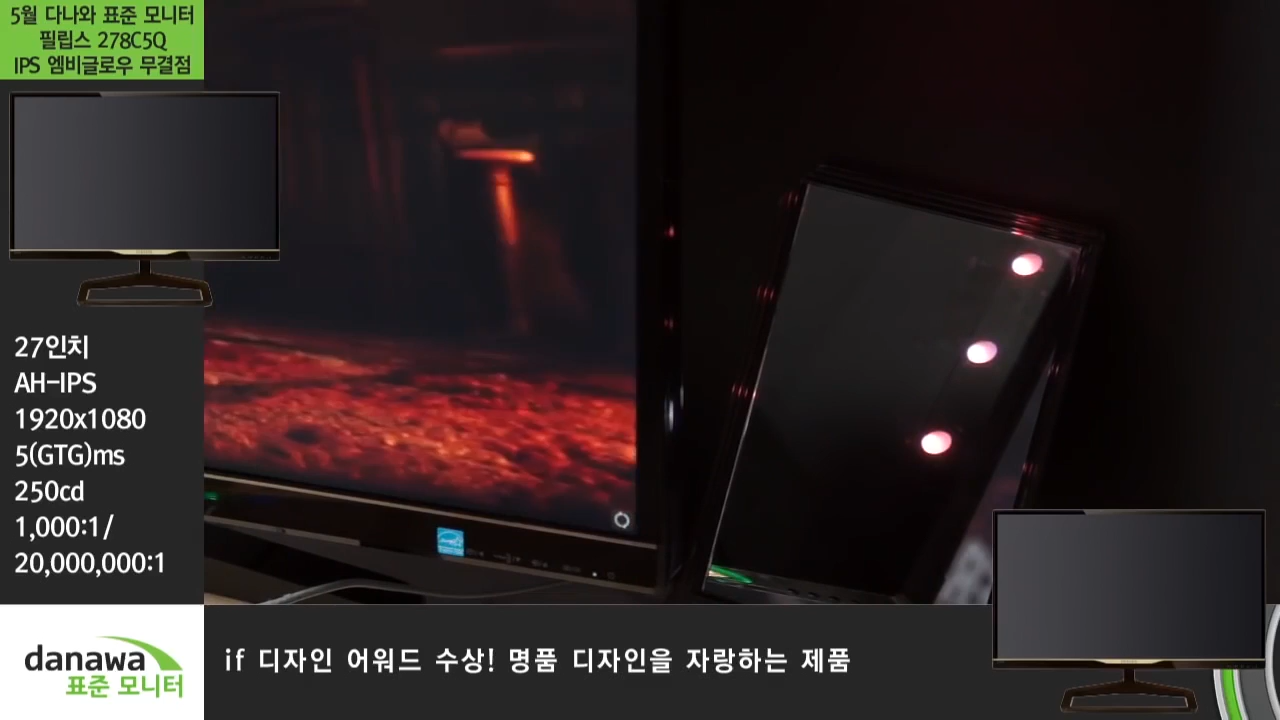 5월 다나와 표준 모니터
필립스 278C5Q
IPS 엠비글로우 무결점
27인치
AH-IPS
1920x1080
5(GTG)ms
250cd
1,000:1/
20,000,000:1
danawa
표준 모니터
if 디자인 어워드 수상! 명품 디자인을 자랑하는 제품